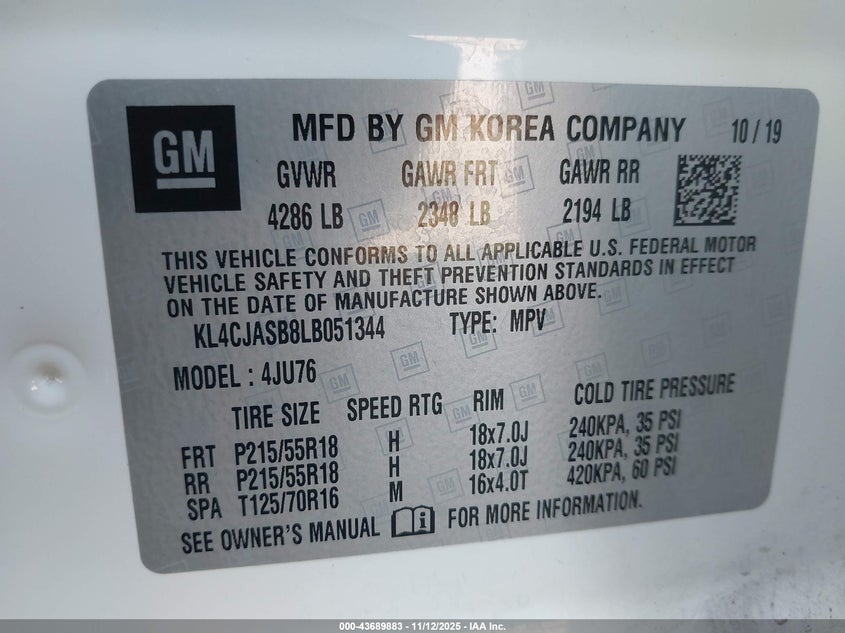 GM
MFD BY GM KOREA COMPANY 10 / 19
GVWR GAWR FRT GAWR RR
4286 LB 2348 LB 2194 LB
THIS VEHICLE CONFORMS TO ALL APPLICABLE U.S. FEDERAL MOTOR
VEHICLE SAFETY AND THEFT PREVENTION STANDARDS IN EFFECT
ON THE DATE OF MANUFACTURE SHOWN ABOVE.
KL4CJASB8LB051344 TYPE: MPV
MODEL : 4JU76
TIRE SIZE SPEED RTG RIM COLD TIRE PRESSURE
FRT P215/55R18 H 18x7.0J 240KPA, 35 PSI
RR P215/55R18 H 18x7.0J 240KPA, 35 PSI
SPA T125/70R16 M 16x4.0T 420KPA, 60 PSI
SEE OWNER'S MANUAL FOR MORE INFORMATION.
000-43689883 - 11/12/2025 - IAA Inc.